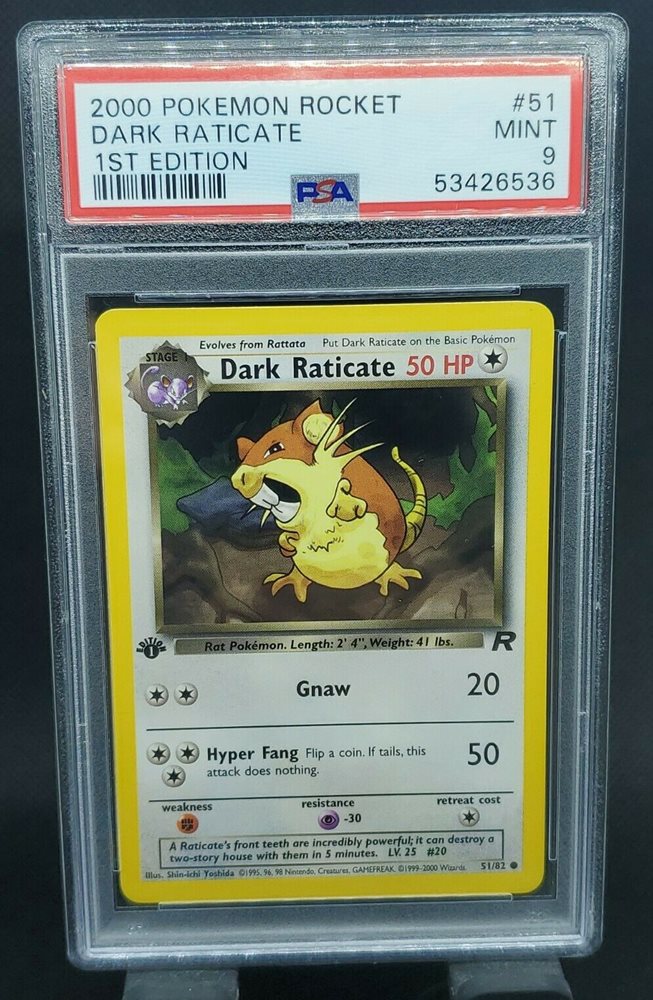 2000 POKEMON ROCKET #51
DARK RATICATE MINT
1ST EDITION 9
PSA 53426536
Evolves from Rattata Put Dark Raticate on the Basic Pokémon
STAGE 1
Dark Raticate 50 HP
Rat Pokémon. Length: 2' 4", Weight: 41 lbs.
EDITION 1
R
Gnaw 20
Hyper Fang Flip a coin. If tails, this
attack does nothing.
50
weakness resistance retreat cost
-30
A Raticate's front teeth are incredibly powerful; it can destroy a
two-story house with them in 5 minutes. LV. 25 #20
Illus. Shin-ichi Yoshida ©1995, 96, 98 Nintendo, Creatures, GAMEFREAK. ©1999-2000 Wizards. 51/82